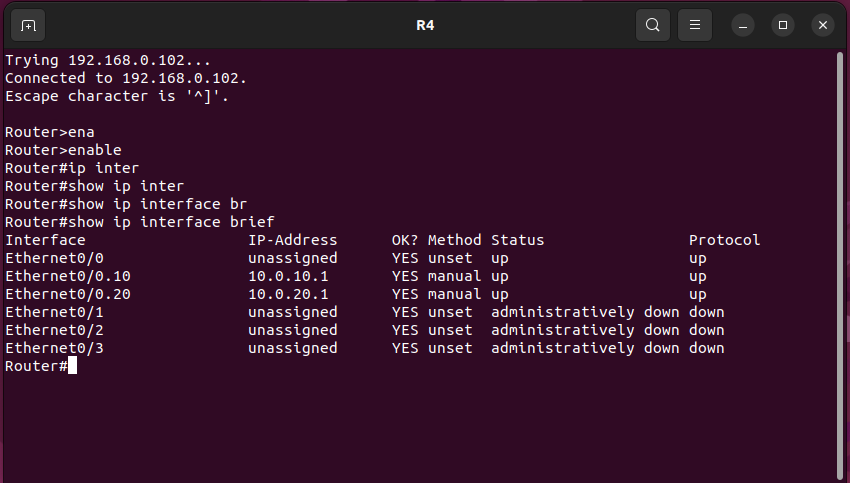 R4
Trying 192.168.0.102...
Connected to 192.168.0.102.
Escape character is '^]'.
Router>ena
Router>enable
Router#ip inter
Router#show ip inter
Router#show ip interface br
Router#show ip interface brief
Interface                  IP-Address      OK? Method Status                Protocol
Ethernet0/0                unassigned      YES unset  up                    up
Ethernet0/0.10             10.0.10.1       YES manual up                    up
Ethernet0/0.20             10.0.20.1       YES manual up                    up
Ethernet0/1                unassigned      YES unset  administratively down down
Ethernet0/2                unassigned      YES unset  administratively down down
Ethernet0/3                unassigned      YES unset  administratively down down
Router#